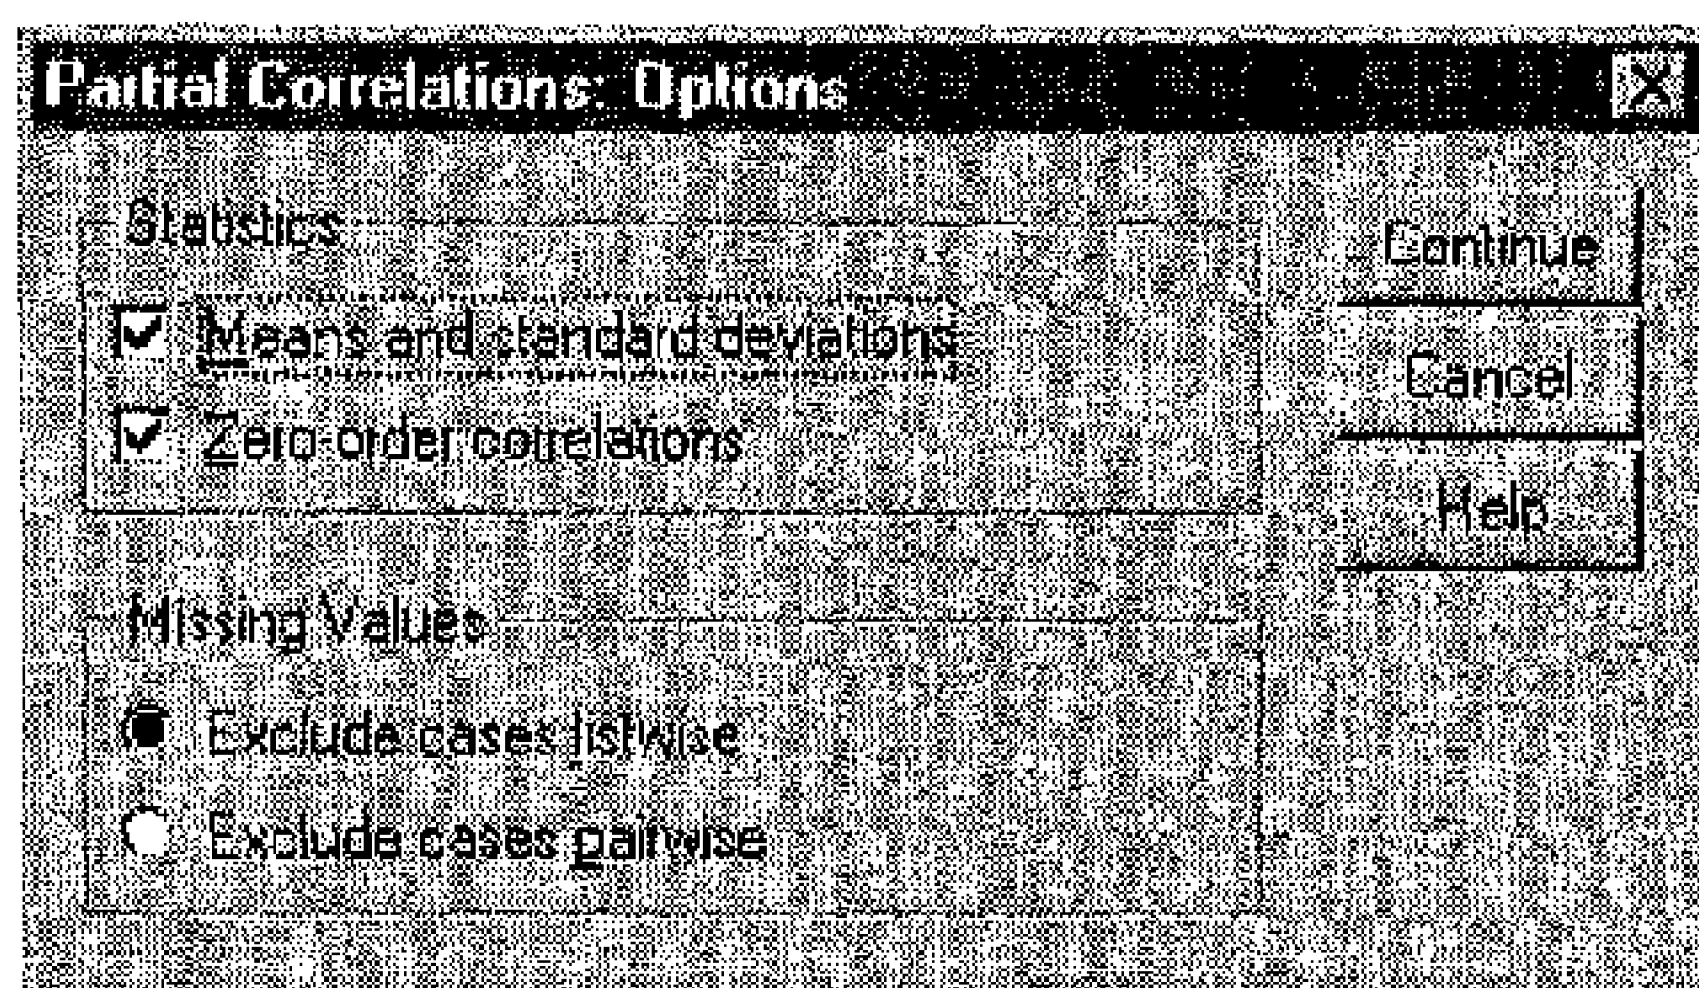 Partial Correlations: Options
Statistics
Means and standard deviations
Zero-order correlations
Missing Values
Exclude cases listwise
Exclude cases pairwise
Continue
Cancel
Help